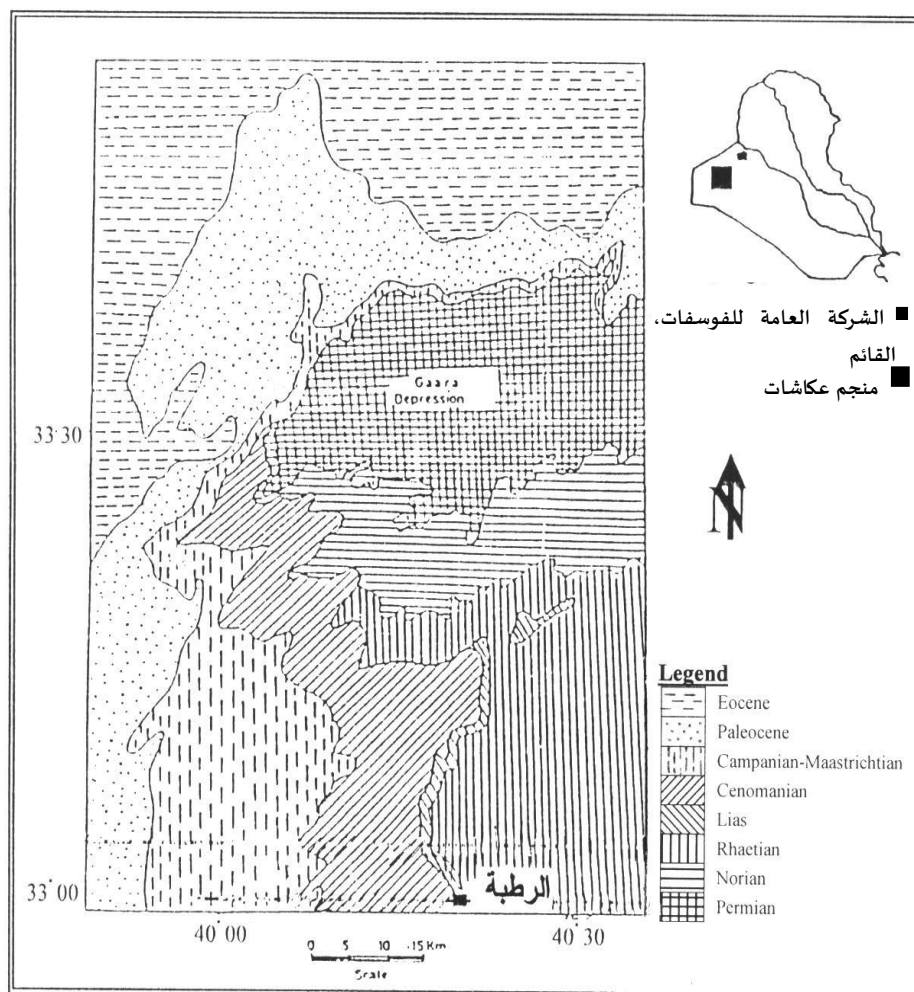 Gaara
Depression
33 30
33° 00
40 00
40 30
الرطبة
0 5 10 15 Km
Scale
الشركة العامة للفوسفات،
القائم
منجم عكاشات
N
Legend
Eocene
Paleocene
Campanian-Maastrichtian
Cenomanian
Lias
Rhaetian
Norian
Permian